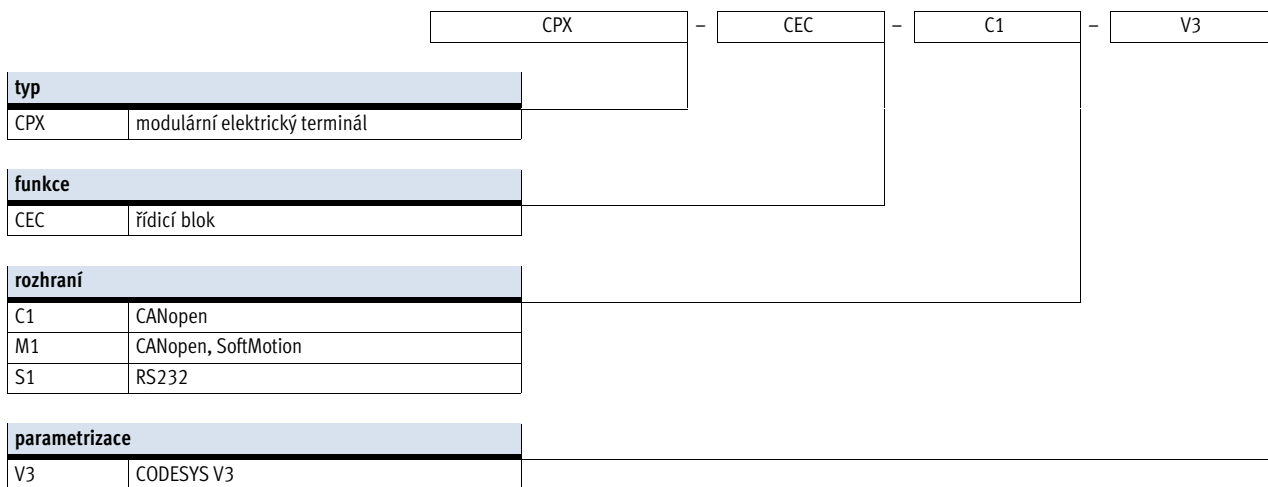 CPX – CEC – C1 – V3
typ
CPX modulární elektrický terminál
funkce
CEC řídicí blok
rozhraní
C1 CANopen
M1 CANopen, SoftMotion
S1 RS232
parametrizace
V3 CODESYS V3